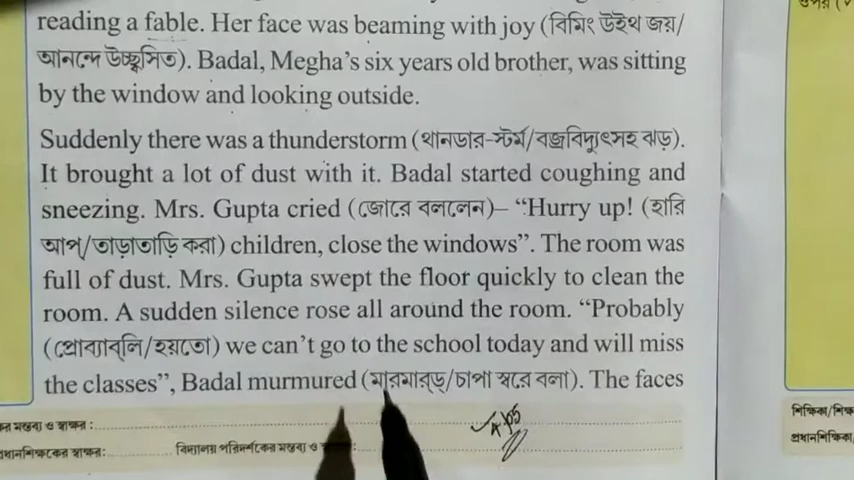 reading a fable. Her face was beaming with joy (বিমিং উইথ জয়/
আনন্দে উচ্ছ্বসিত). Badal, Megha's six years old brother, was sitting
by the window and looking outside.
Suddenly there was a thunderstorm (থানডার-স্টর্ম/বজ্রবিদ্যুৎসহ ঝড়).
It brought a lot of dust with it. Badal started coughing and
sneezing. Mrs. Gupta cried (জোরে বললেন)– “Hurry up! (হারি
আপ/তাড়াতাড়ি করা) children, close the windows”. The room was
full of dust. Mrs. Gupta swept the floor quickly to clean the
room. A sudden silence rose all around the room. “Probably
(প্রোব্যাব্‌লি/হয়তো) we can't go to the school today and will miss
the classes”, Badal murmured (মারমার্ড্/চাপা স্বরে বলা). The faces
মন্তব্য ও স্বাক্ষর :
প্রধানশিক্ষকের স্বাক্ষর: বিদ্যালয় পরিদর্শকের মন্তব্য ও
শিক্ষিকা/শিক্ষ
প্রধানশিক্ষি